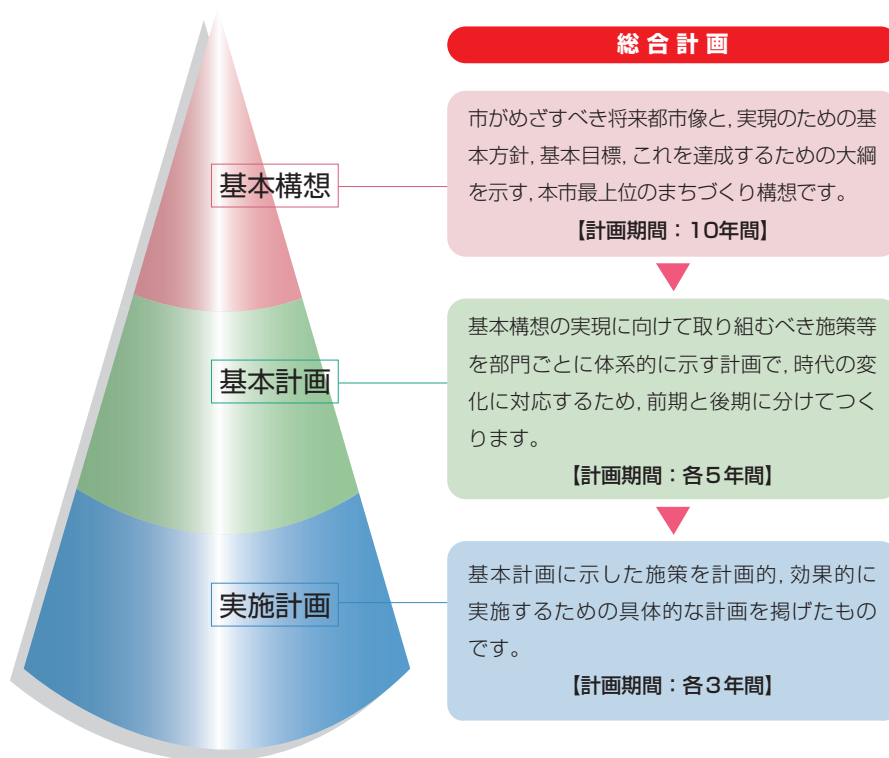 総合計画
基本構想
市がめざすべき将来都市像と,実現のための基
本方針,基本目標,これを達成するための大綱
を示す,本市最上位のまちづくり構想です。
【計画期間：10年間】
基本計画
基本構想の実現に向けて取り組むべき施策等
を部門ごとに体系的に示す計画で,時代の変
化に対応するため,前期と後期に分けてつく
ります。
【計画期間：各5年間】
実施計画
基本計画に示した施策を計画的,効果的に
実施するための具体的な計画を掲げたもの
です。
【計画期間：各3年間】